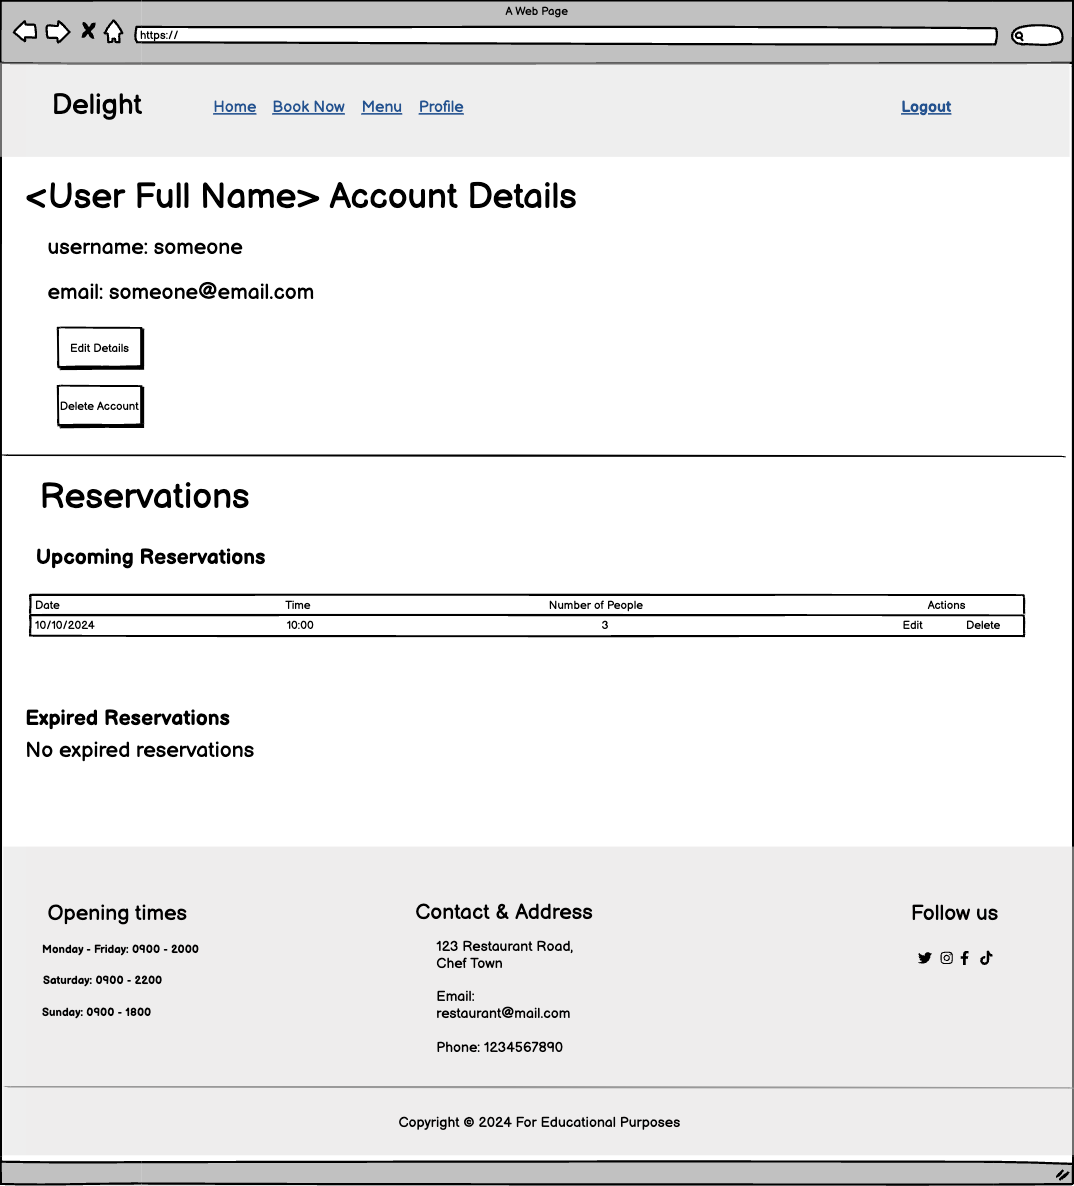 A Web Page
https://
Delight Home Book Now Menu Profile Logout
<User Full Name> Account Details
username: someone
email: someone@email.com
Edit Details
Delete Account
Reservations
Upcoming Reservations
Date Time Number of People Actions
10/10/2024 10:00 3 Edit Delete
Expired Reservations
No expired reservations
Opening times
Monday - Friday: 0900 - 2000
Saturday: 0900 - 2200
Sunday: 0900 - 1800
Contact & Address
123 Restaurant Road,
Chef Town
Email:
restaurant@mail.com
Phone: 1234567890
Follow us
Copyright © 2024 For Educational Purposes